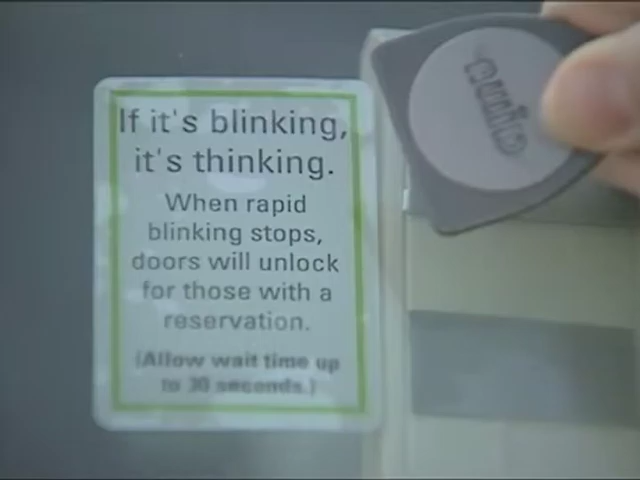 If it's blinking,
it's thinking.
When rapid
blinking stops,
doors will unlock
for those with a
reservation.
(Allow wait time up
to 30 seconds.)